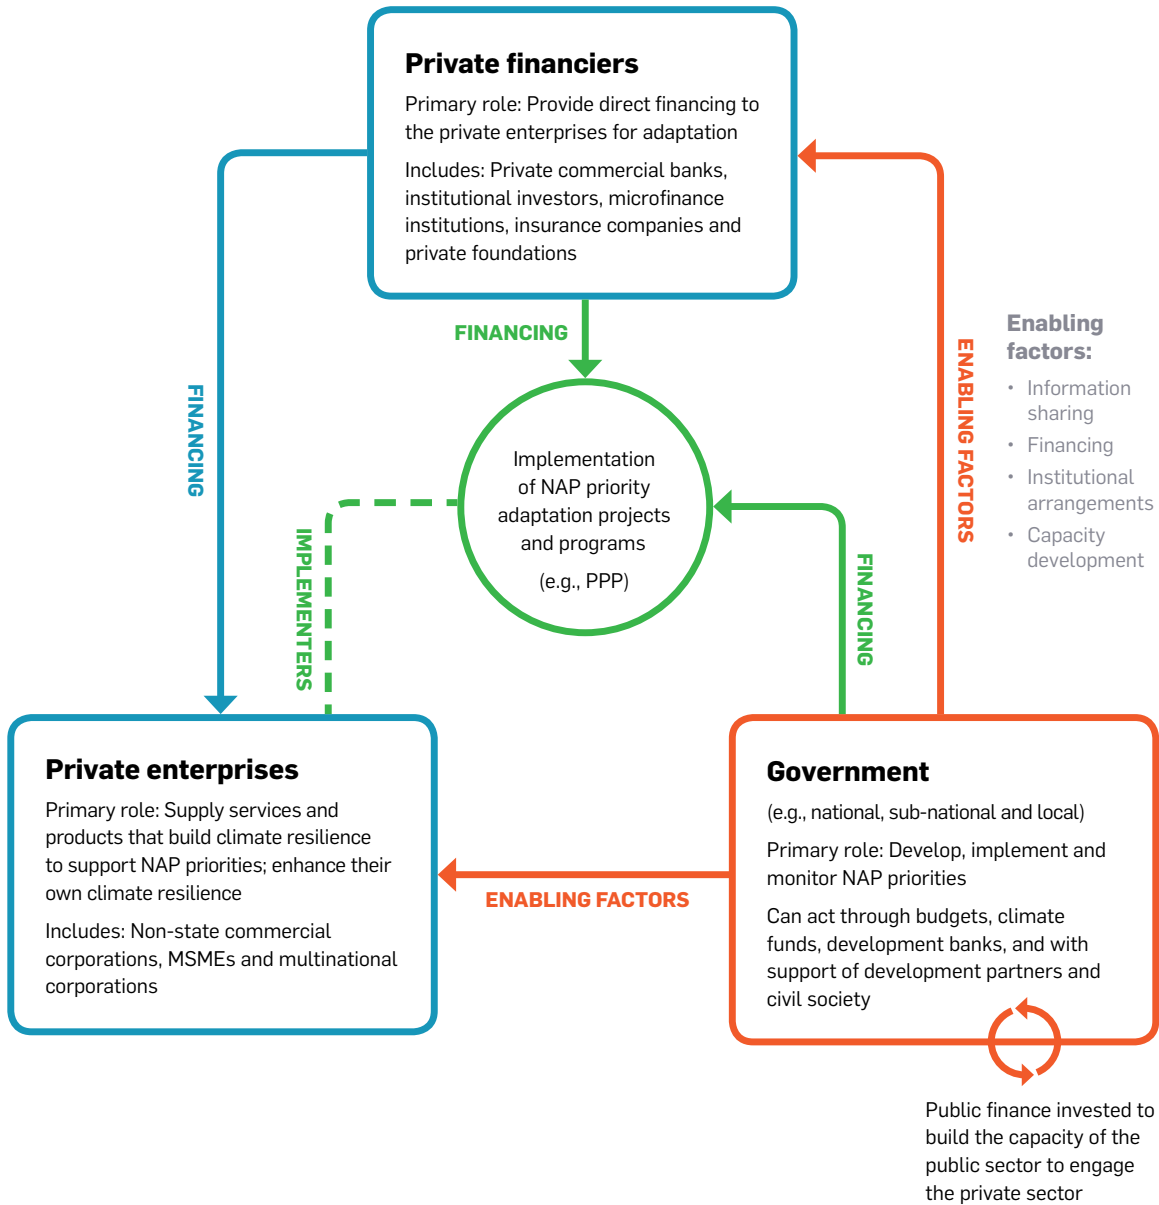 Private financiers
Primary role: Provide direct financing to
the private enterprises for adaptation
Includes: Private commercial banks,
institutional investors, microfinance
institutions, insurance companies and
private foundations
FINANCING
FINANCING
Implementation
of NAP priority
adaptation projects
and programs
(e.g., PPP)
IMPLEMENTERS
FINANCING
ENABLING FACTORS
Enabling
factors:
• Information
sharing
• Financing
• Institutional
arrangements
• Capacity
development
Private enterprises
Primary role: Supply services and
products that build climate resilience
to support NAP priorities; enhance their
own climate resilience
Includes: Non-state commercial
corporations, MSMEs and multinational
corporations
ENABLING FACTORS
Government
(e.g., national, sub-national and local)
Primary role: Develop, implement and
monitor NAP priorities
Can act through budgets, climate
funds, development banks, and with
support of development partners and
civil society
Public finance invested to
build the capacity of the
public sector to engage
the private sector